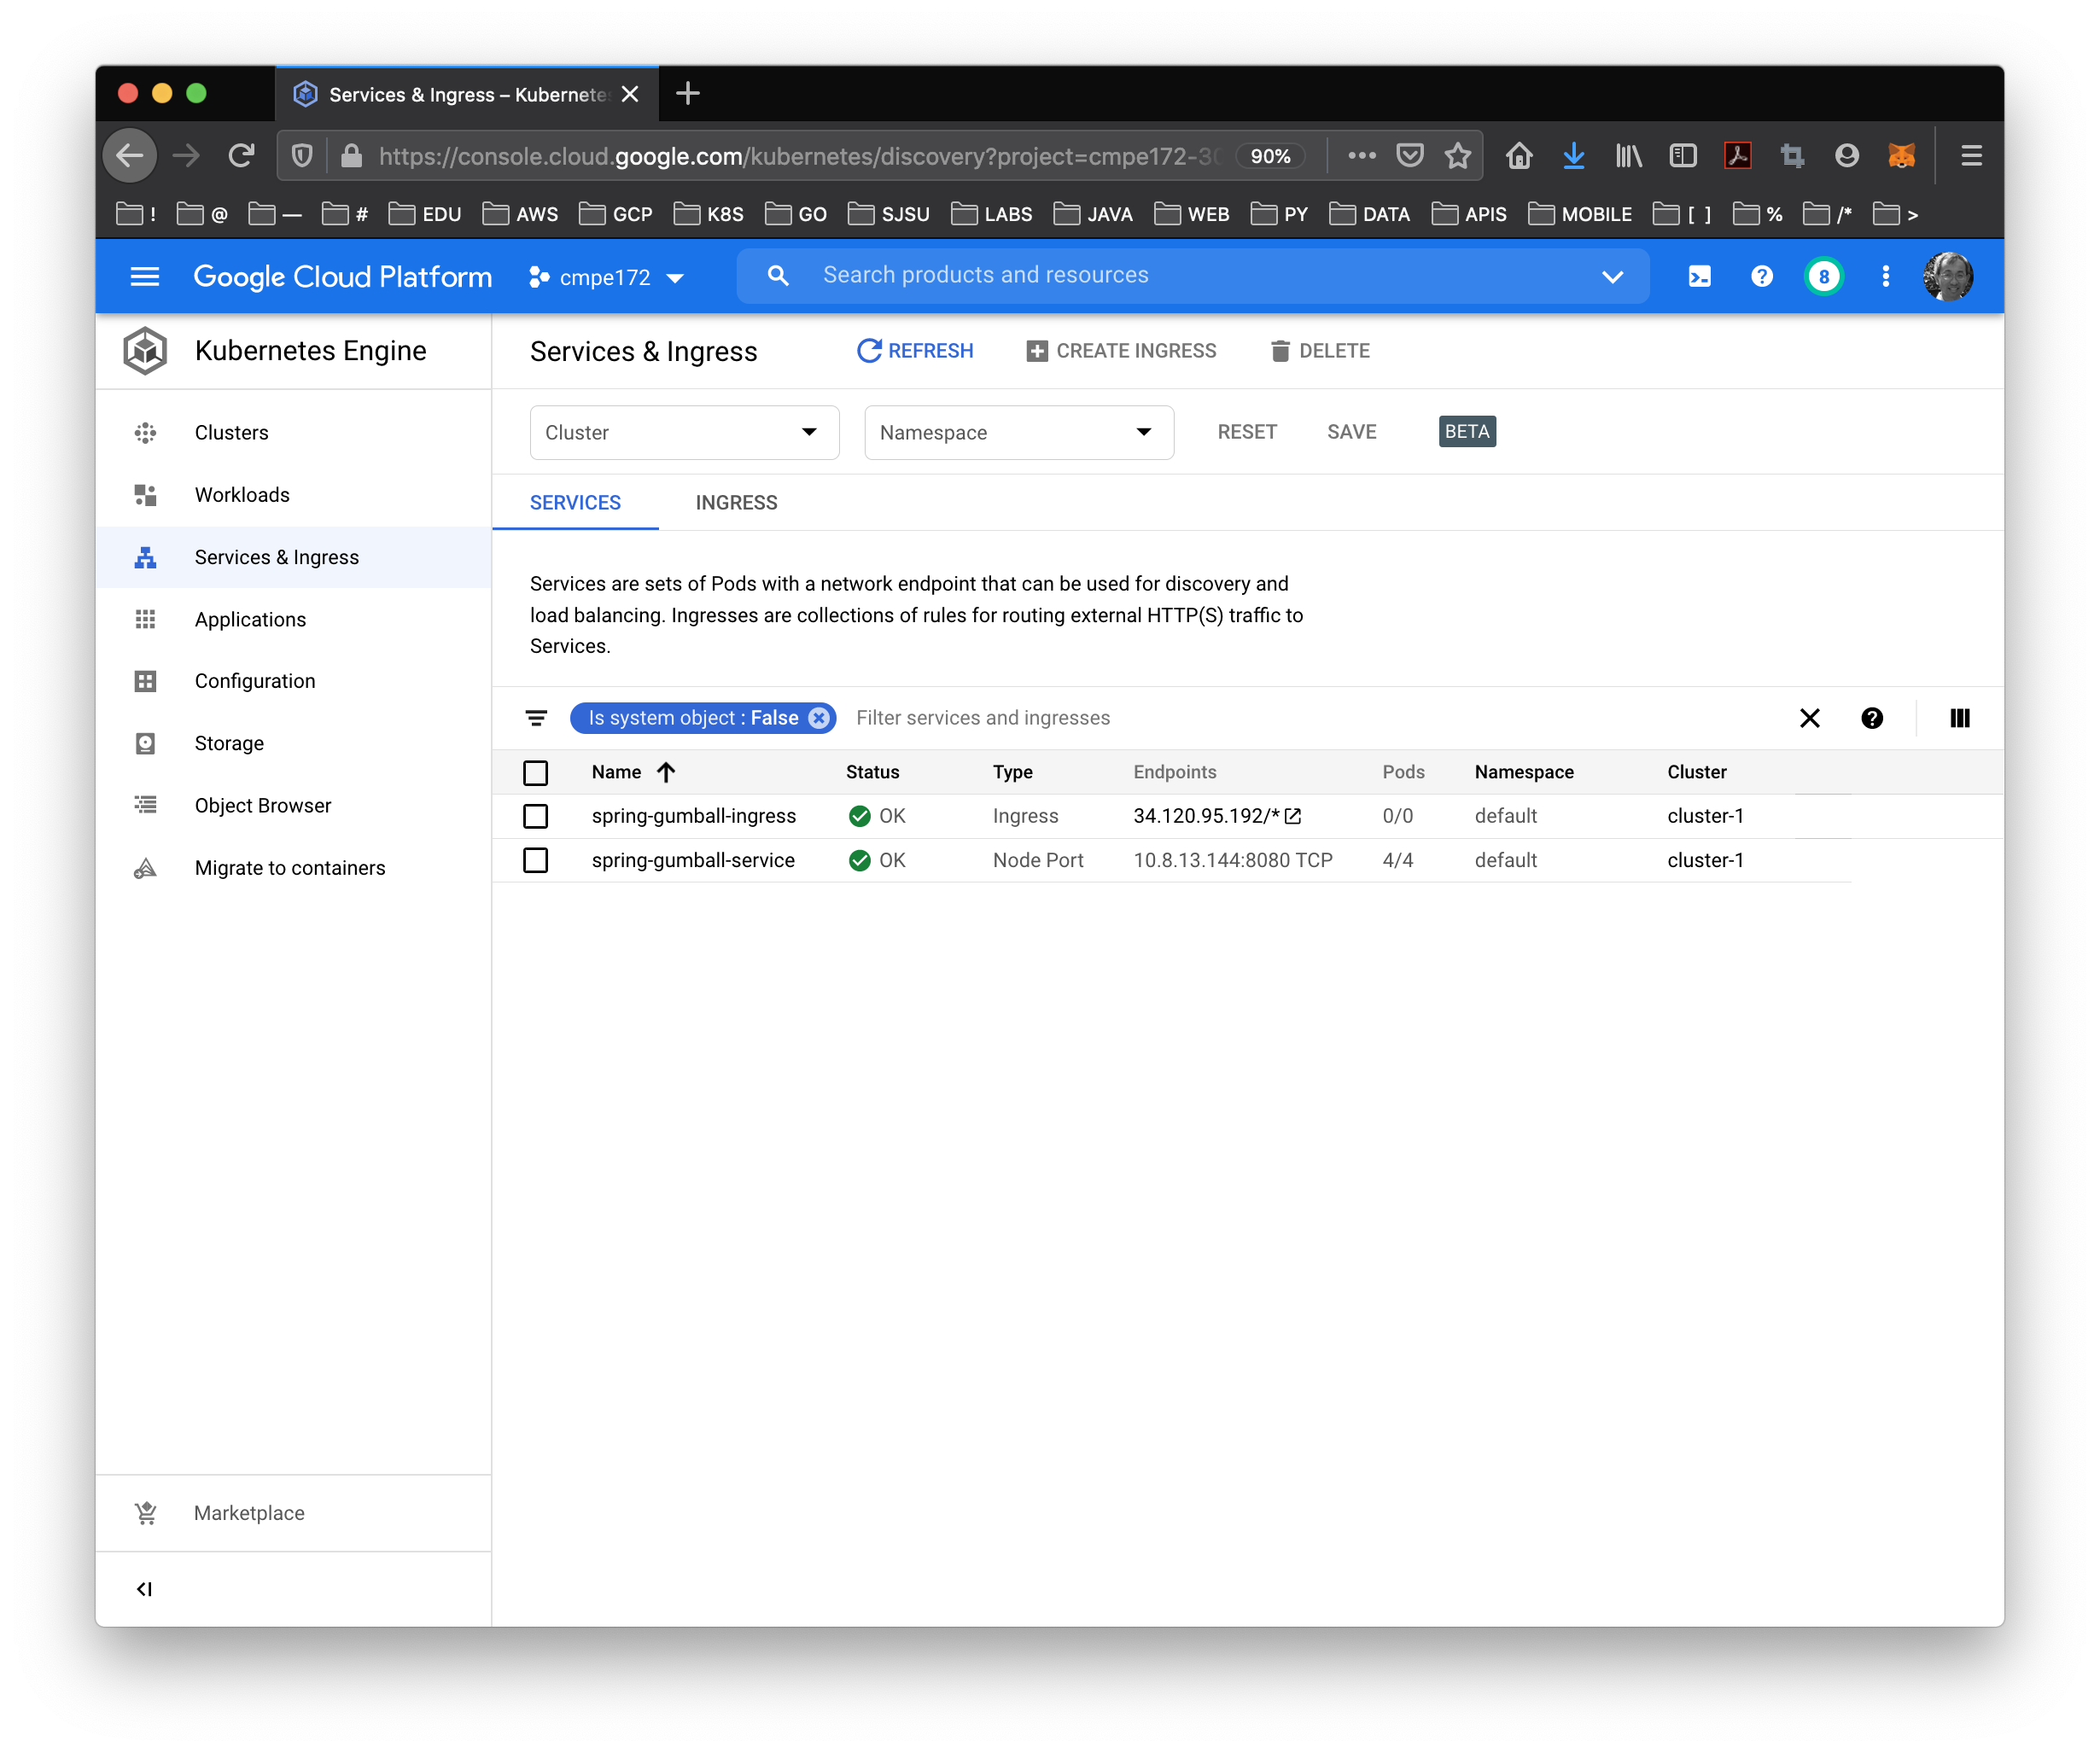 Services & Ingress – Kubernete
https://console.cloud.google.com/kubernetes/discovery?project=cmpe172-30 90%
! @ — # EDU AWS GCP K8S GO SJSU LABS JAVA WEB PY DATA APIS MOBILE [ ] % /* >
Google Cloud Platform cmpe172 Search products and resources 8
Kubernetes Engine
Services & Ingress REFRESH CREATE INGRESS DELETE
Clusters
Workloads
Services & Ingress
Applications
Configuration
Storage
Object Browser
Migrate to containers
Marketplace
Cluster Namespace RESET SAVE BETA
SERVICES INGRESS
Services are sets of Pods with a network endpoint that can be used for discovery and
load balancing. Ingresses are collections of rules for routing external HTTP(S) traffic to
Services.
Is system object : False Filter services and ingresses
Name Status Type Endpoints Pods Namespace Cluster
spring-gumball-ingress OK Ingress 34.120.95.192/* 0/0 default cluster-1
spring-gumball-service OK Node Port 10.8.13.144:8080 TCP 4/4 default cluster-1